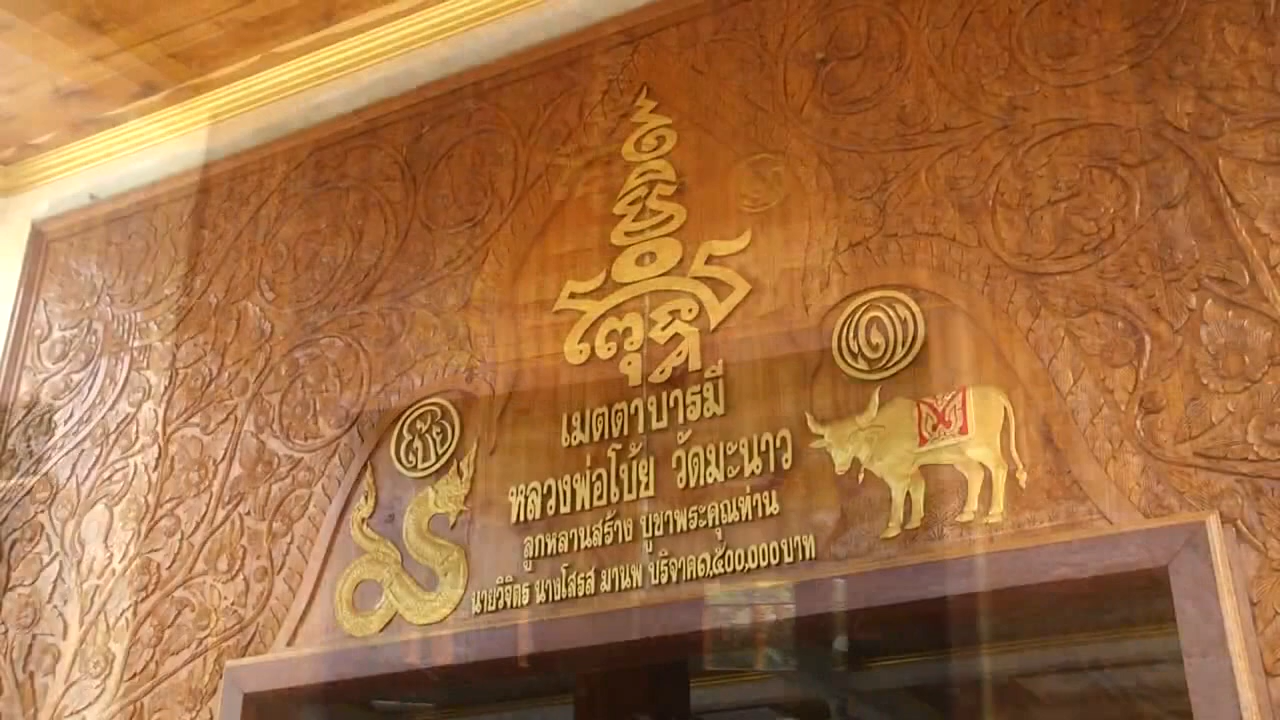 เมตตาบารมี
หลวงพ่อโบ้ย วัดมะนาว
ลูกหลานสร้าง บูชาพระคุณท่าน
นายวิจิตร นางโสรส มานพ บริจาค๑,๕๐๐,๐๐๐บาท